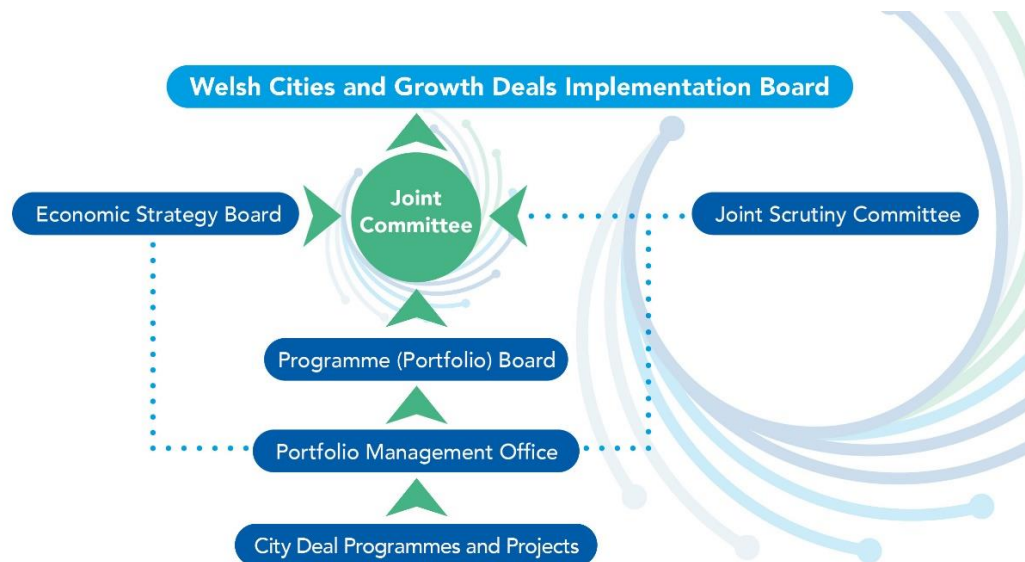 Welsh Cities and Growth Deals Implementation Board
Economic Strategy Board
Joint
Committee
Joint Scrutiny Committee
Programme (Portfolio) Board
Portfolio Management Office
City Deal Programmes and Projects